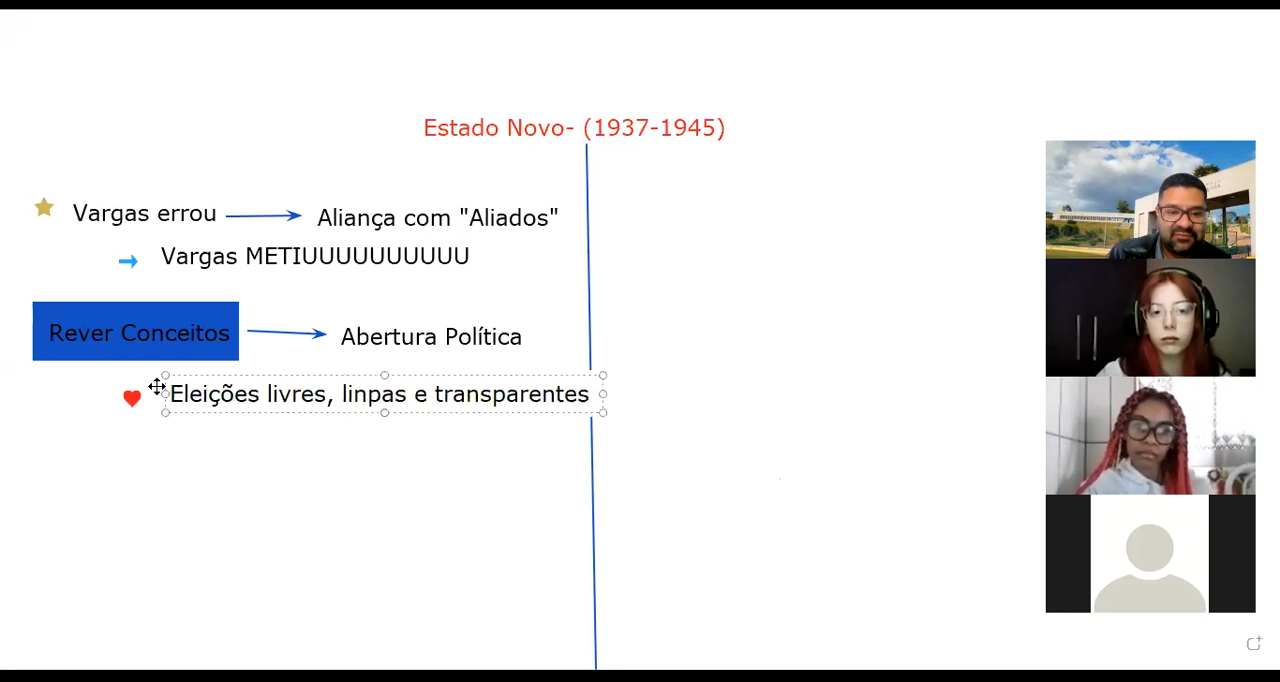 Estado Novo- (1937-1945)
Vargas errou
Aliança com "Aliados"
Vargas METIUUUUUUUUUU
Rever Conceitos
Abertura Política
Eleições livres, linpas e transparentes